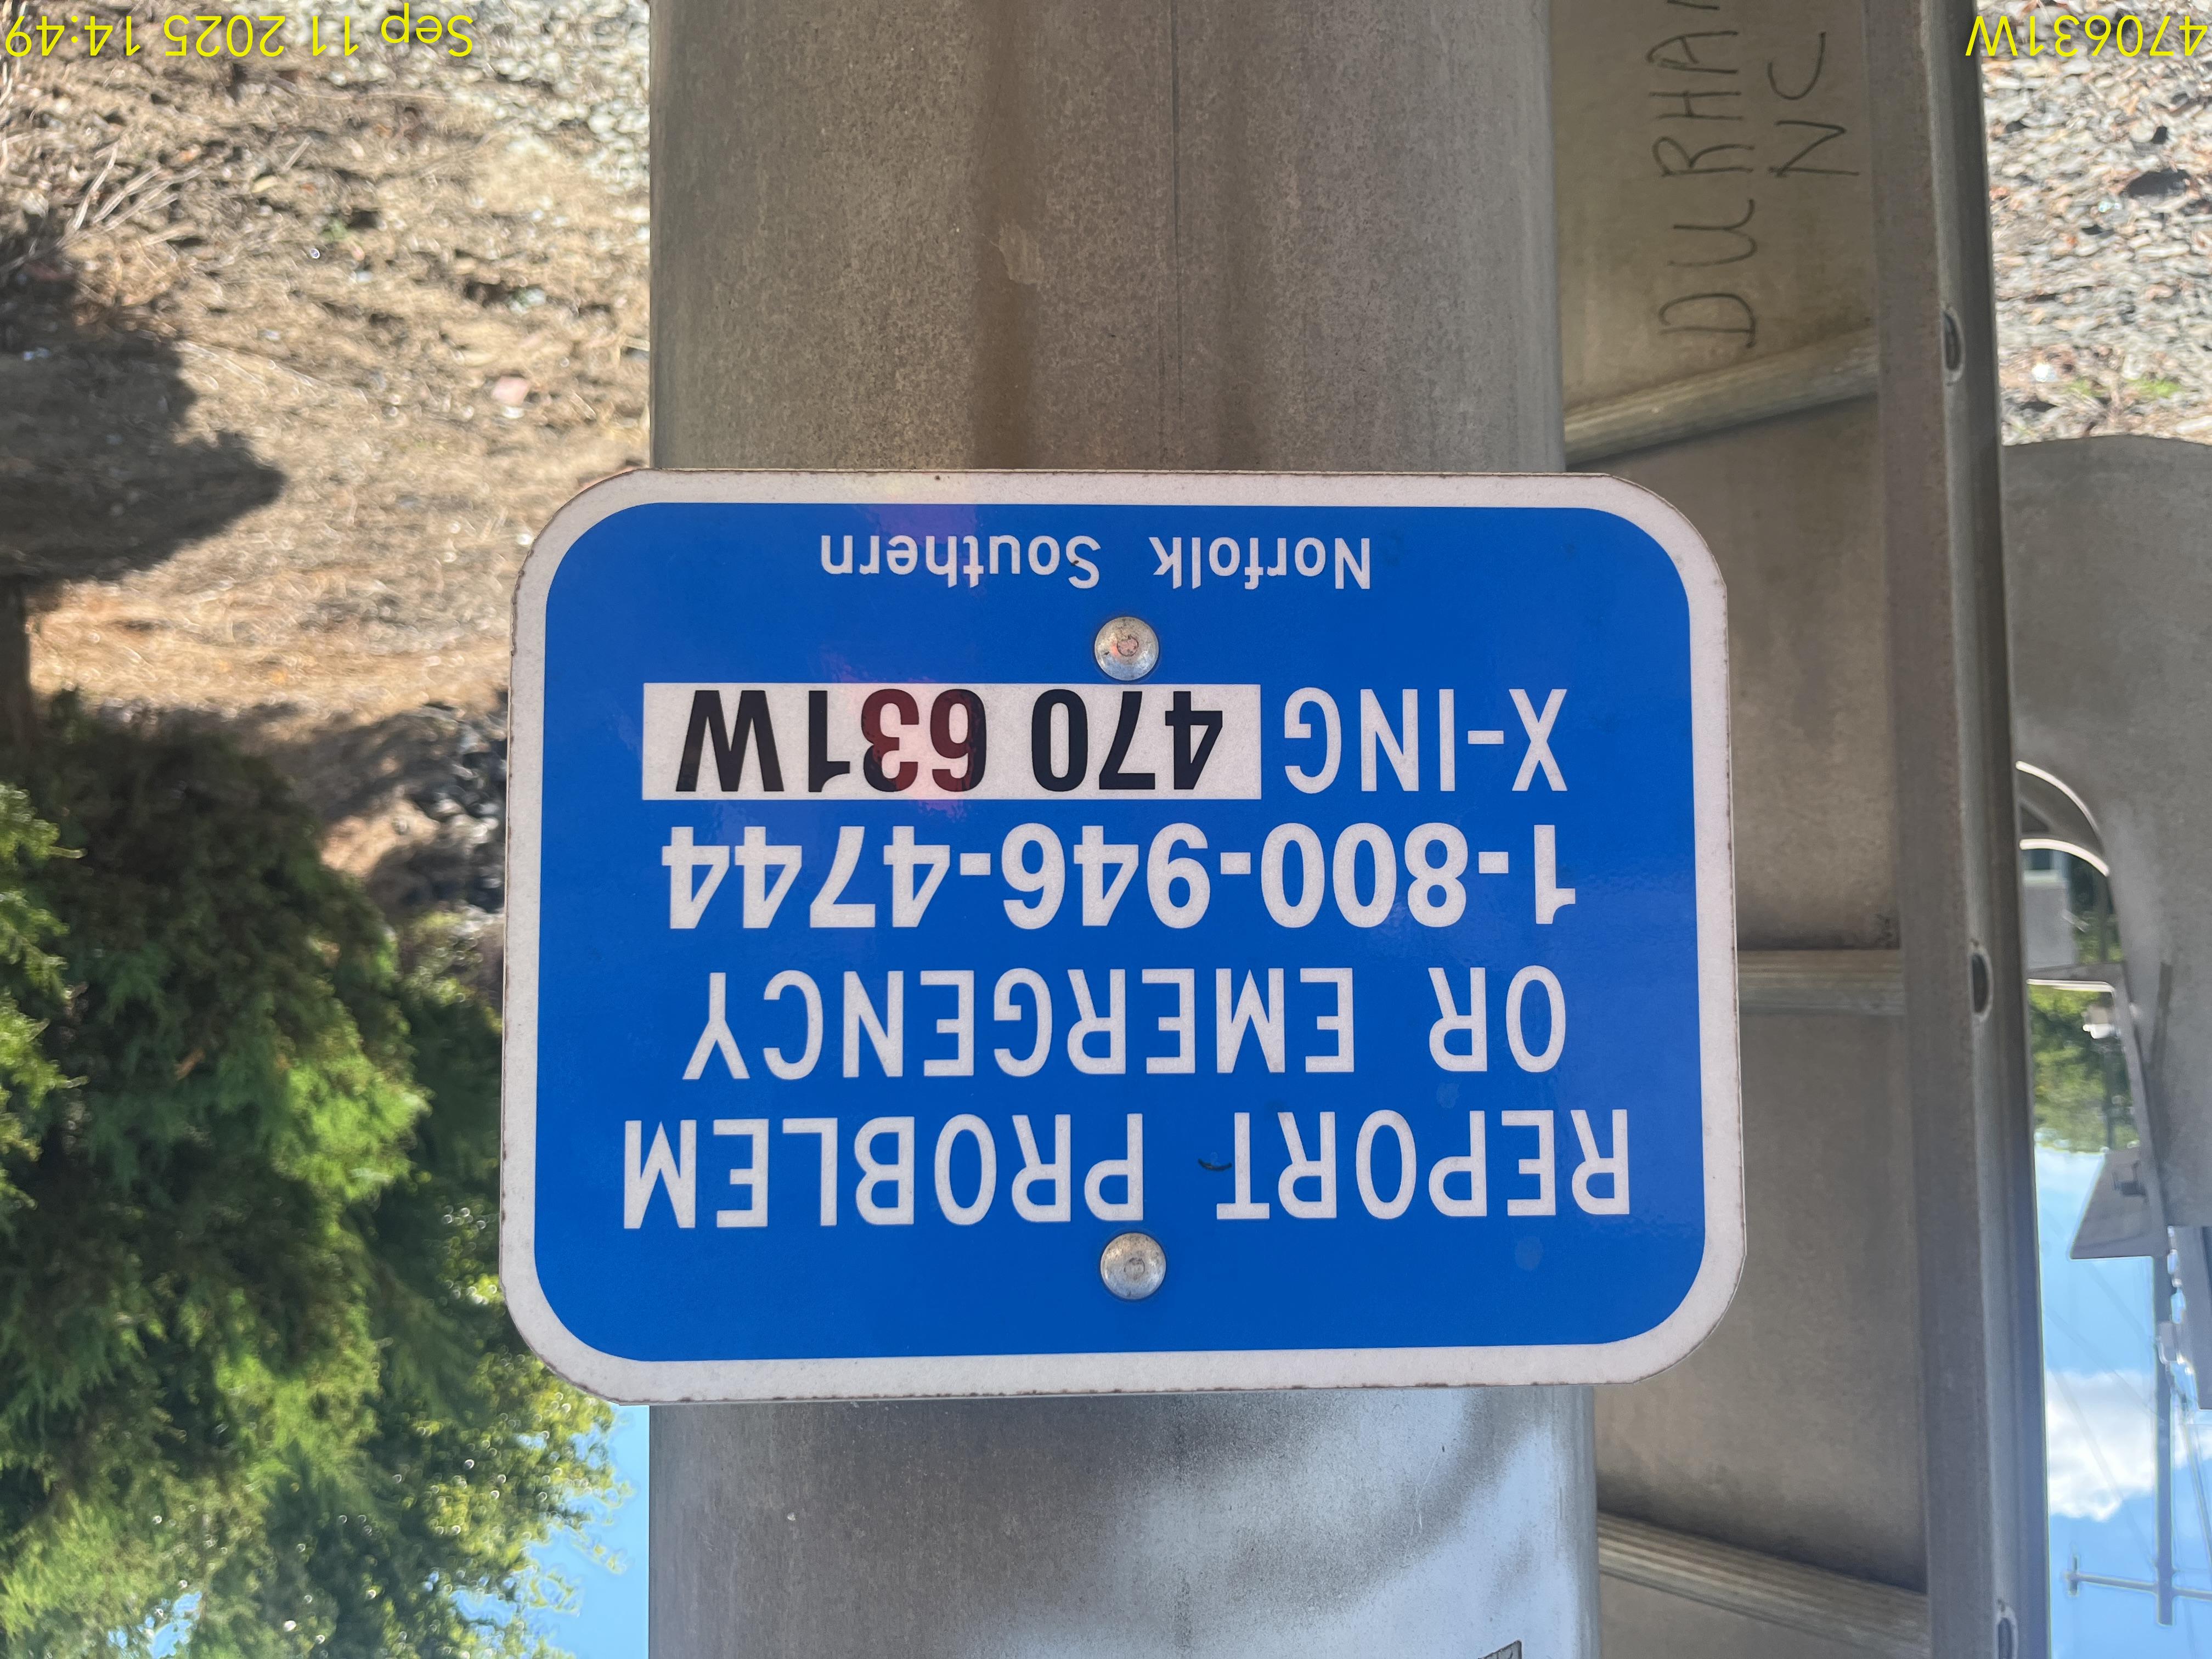 REPORT PROBLEM
OR EMERGENCY
1-800-946-4744
X-ING 470 631W
Norfolk Southern
NC
470631W
Sep 11 2025 14:49